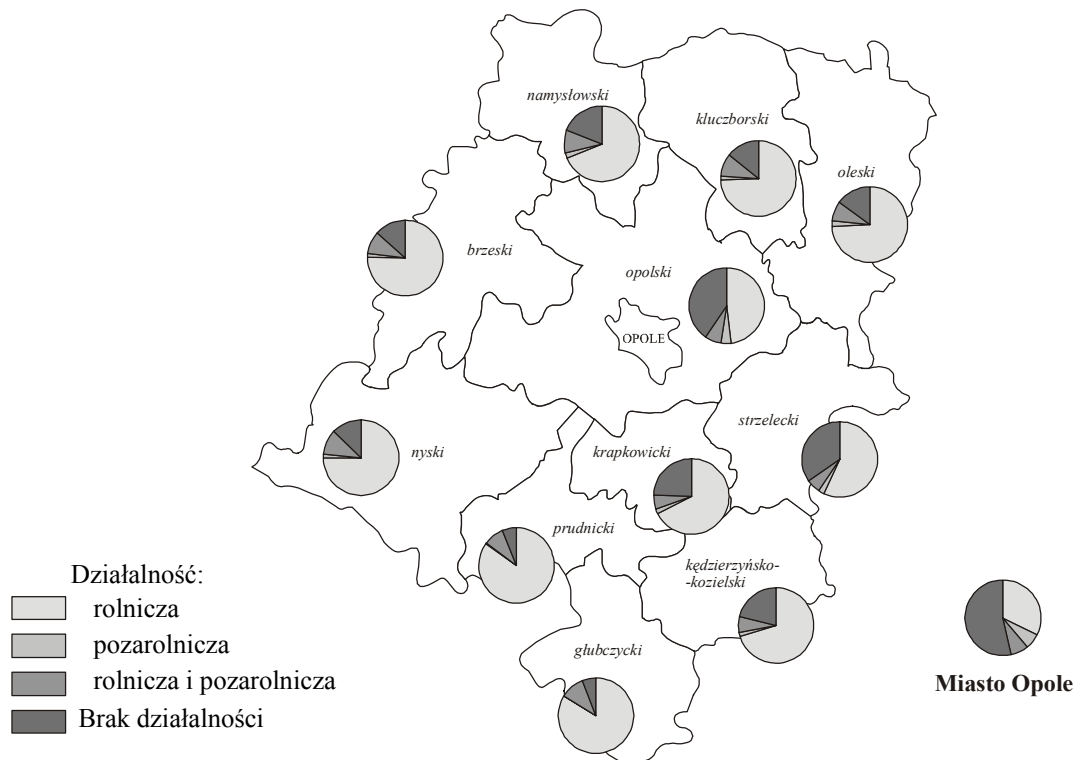 namysłowski
kluczborski
oleski
brzeski
opolski
OPOLE
strzelecki
nyski
krapkowicki
prudnicki
kędzierzyńsko-
-kozielski
głubczycki
Działalność:
rolnicza
pozarolnicza
rolnicza i pozarolnicza
Brak działalności
Miasto Opole